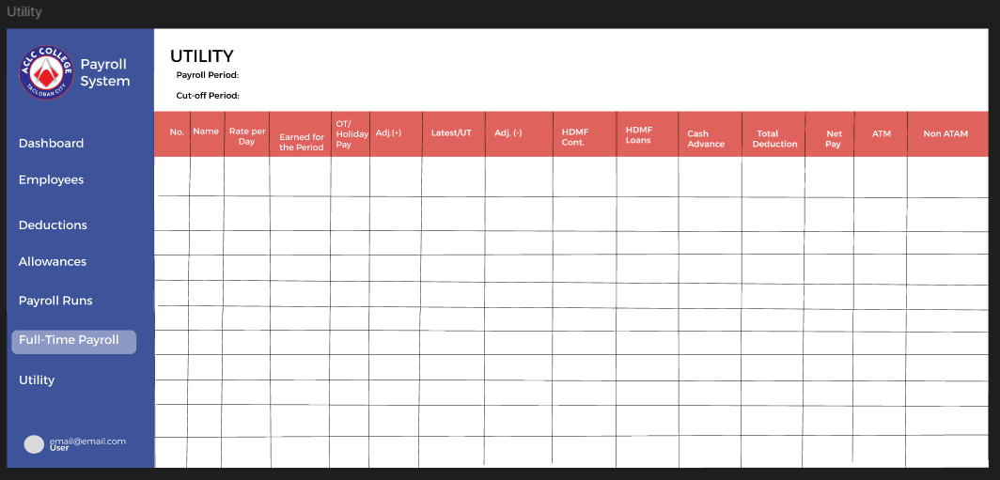 Utility
ACLC COLLEGE
TACLOBAN CITY
Payroll
System
Dashboard
Employees
Deductions
Allowances
Payroll Runs
Full-Time Payroll
Utility
email@email.com
User
UTILITY
Payroll Period:
Cut-off Period:
No.
Name
Rate per
Day
Earned for
the Period
OT/
Holiday
Pay
Adj.(+)
Latest/UT
Adj. (-)
HDMF
Cont.
HDMF
Loans
Cash
Advance
Total
Deduction
Net
Pay
ATM
Non ATAM